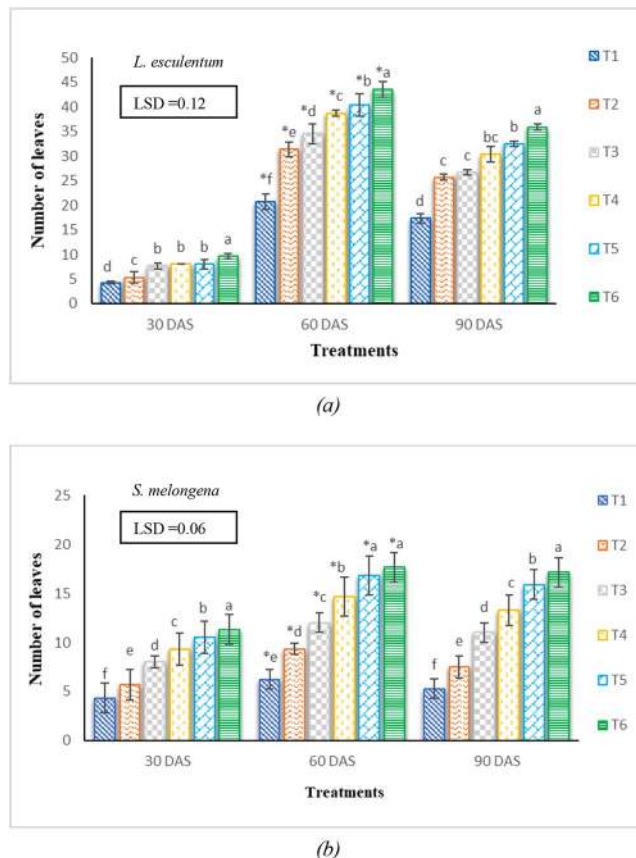 L. esculentum
LSD =0.12
Number of leaves
50
45
40
35
30
25
20
15
10
5
0
d c b b b a
*f *e *d *c *b *a
d c c bc b a
30 DAS 60 DAS 90 DAS
Treatments
T1
T2
T3
T4
T5
T6
(a)
S. melongena
LSD =0.06
Number of leaves
25
20
15
10
5
0
f e d c b a
*e *d *c *b *a *a
f e d c b a
30 DAS 60 DAS 90 DAS
Treatments
T1
T2
T3
T4
T5
T6
(b)